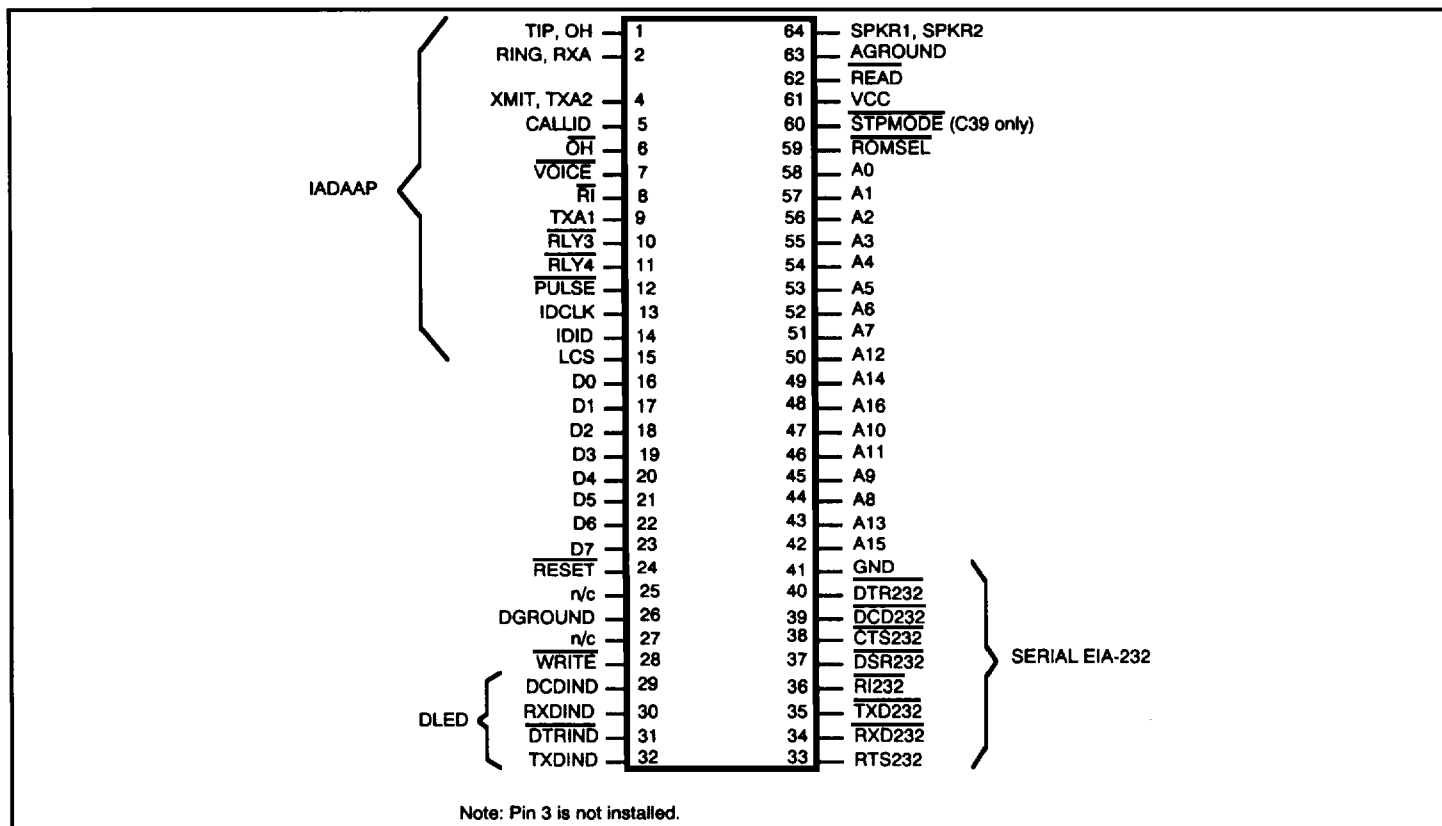 TIP, OH 1 64 SPKR1, SPKR2
RING, RXA 2 63 AGROUND
62 READ
XMIT, TXA2 4 61 VCC
CALLID 5 60 STPMODE (C39 only)
OH 6 59 ROMSEL
VOICE 7 58 A0
RI 8 57 A1
TXA1 9 56 A2
RLY3 10 55 A3
RLY4 11 54 A4
PULSE 12 53 A5
IDCLK 13 52 A6
IDID 14 51 A7
LCS 15 50 A12
D0 16 49 A14
D1 17 48 A16
D2 18 47 A10
D3 19 46 A11
D4 20 45 A9
D5 21 44 A8
D6 22 43 A13
D7 23 42 A15
RESET 24 41 GND
n/c 25 40 DTR232
DGROUND 26 39 DCD232
n/c 27 38 CTS232
WRITE 28 37 DSR232
DCDIND 29 36 RI232
RXDIND 30 35 TXD232
DTRIND 31 34 RXD232
TXDIND 32 33 RTS232
IADAAP
DLED
SERIAL EIA-232
Note: Pin 3 is not installed.